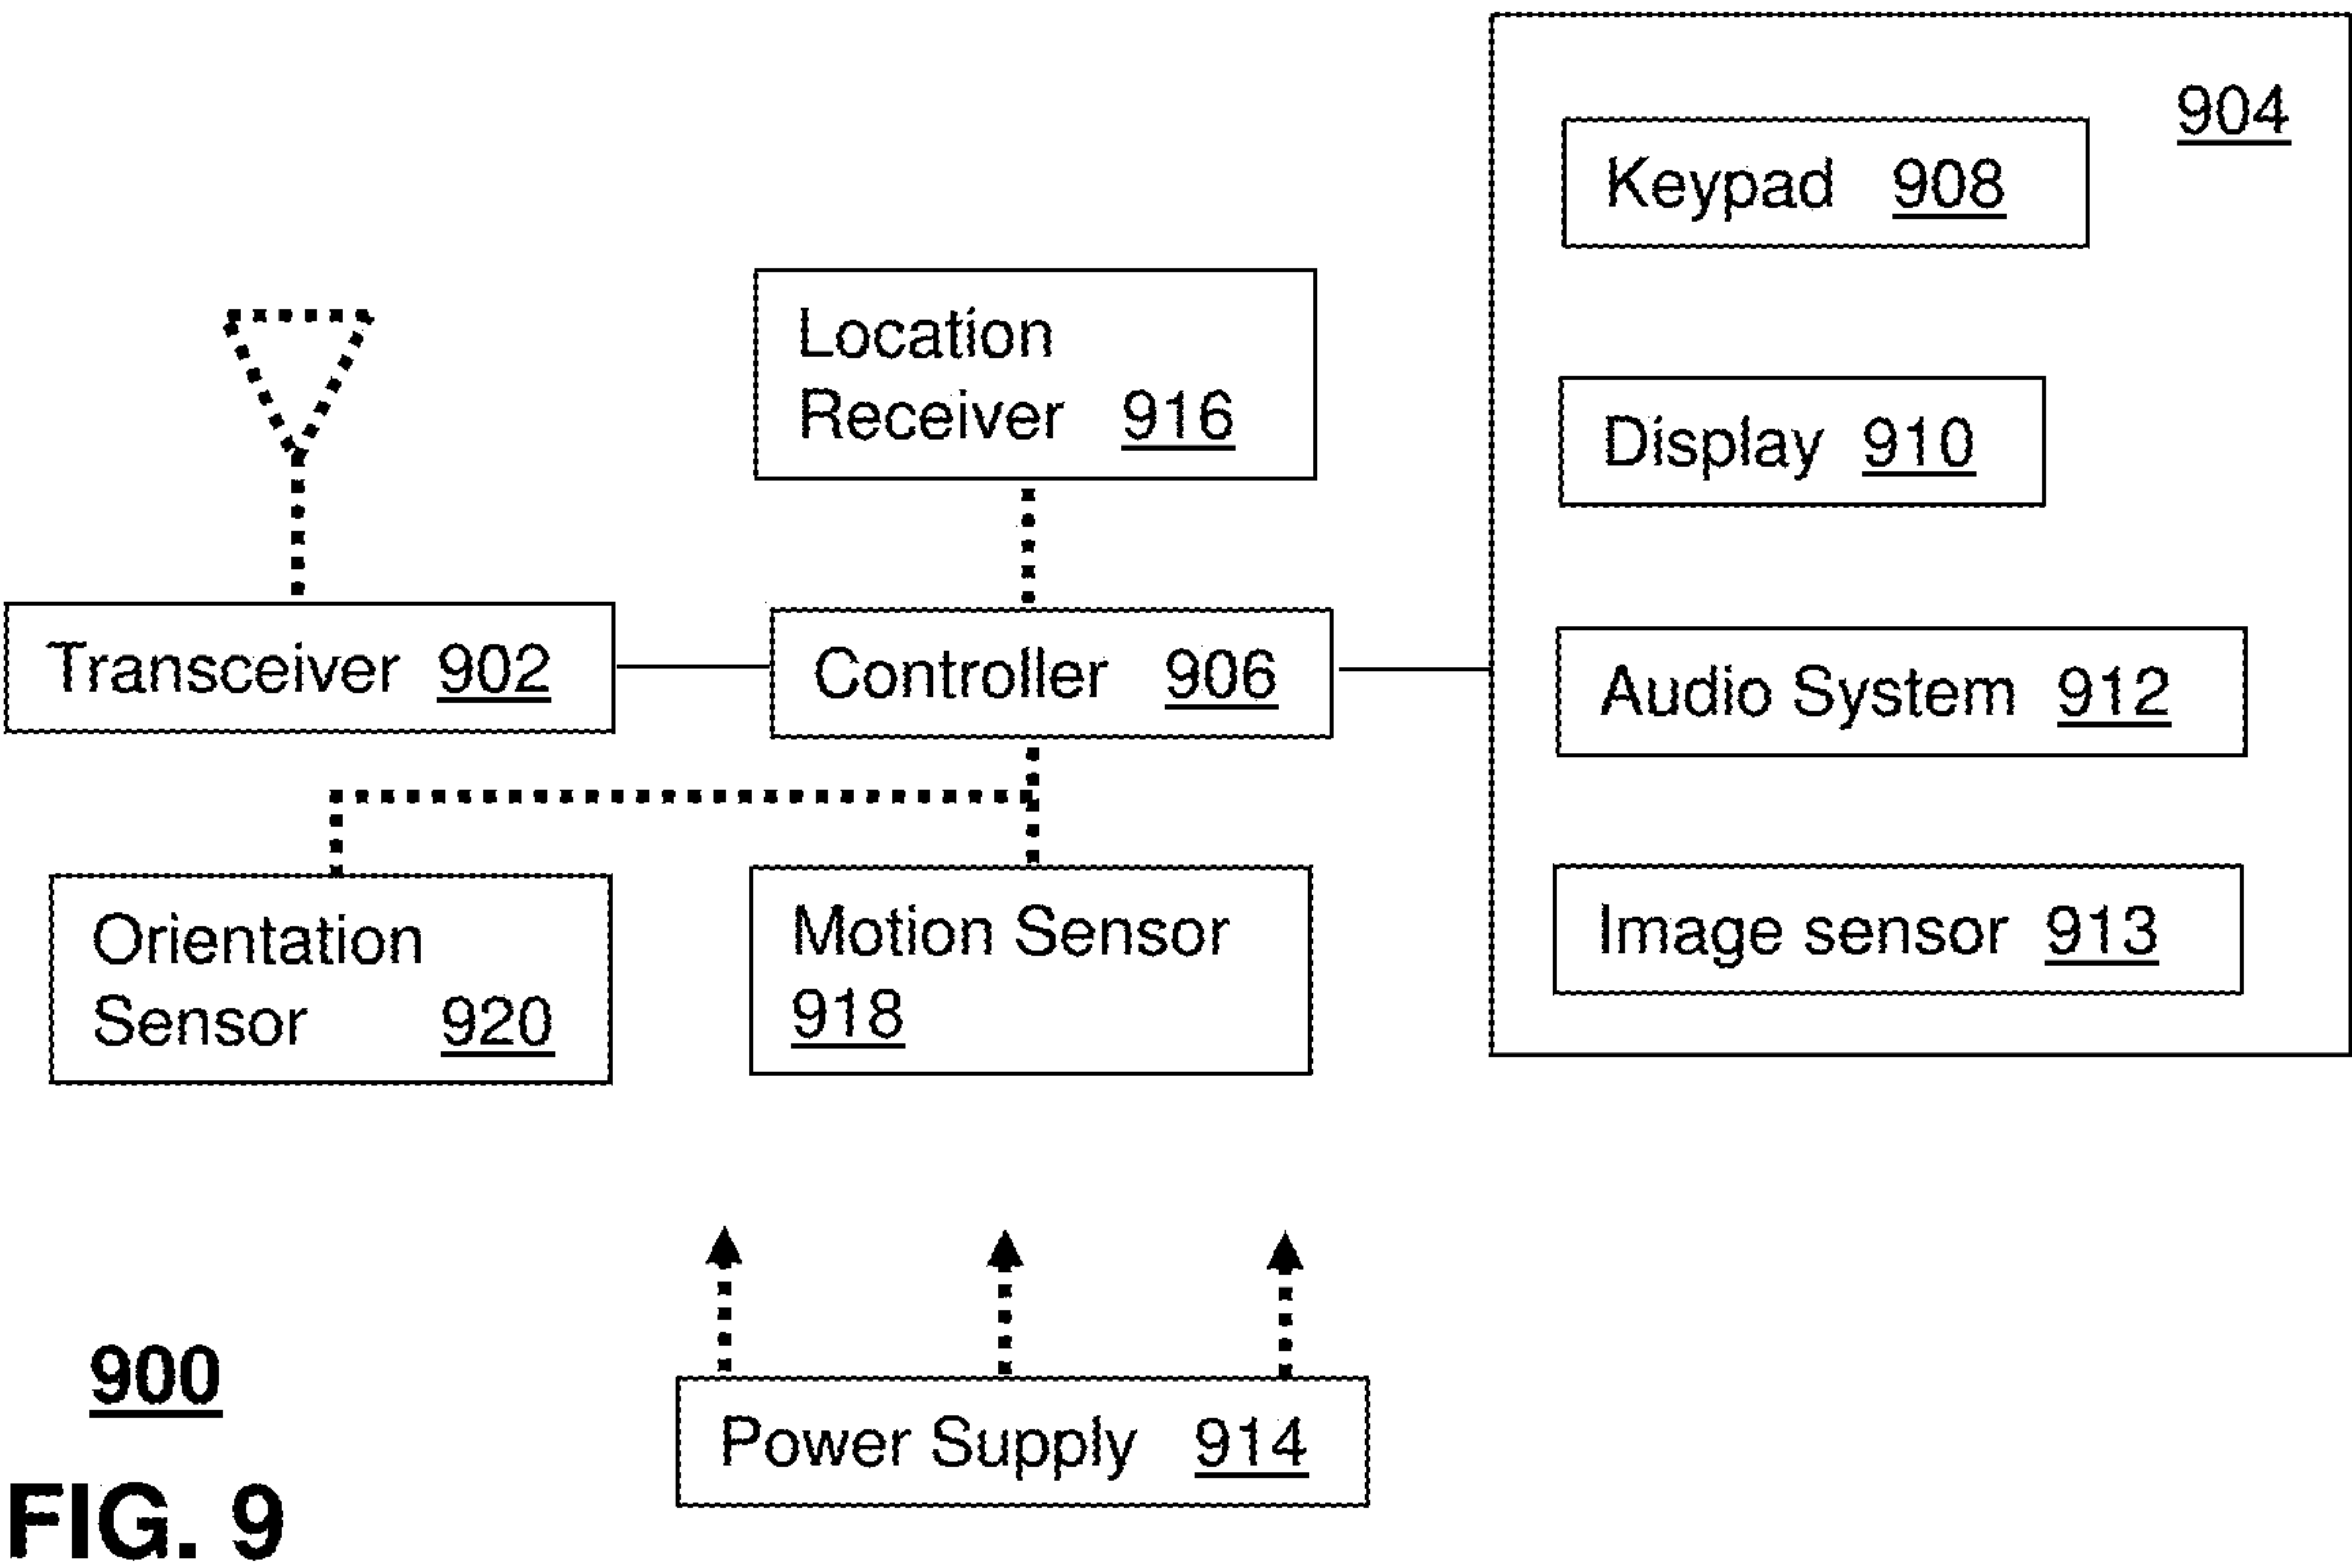 904
Keypad 908
Location
Receiver 916
Display 910
Transceiver 902
Controller 906
Audio System 912
Orientation
Sensor 920
Motion Sensor
918
Image sensor 913
900
Power Supply 914
FIG. 9